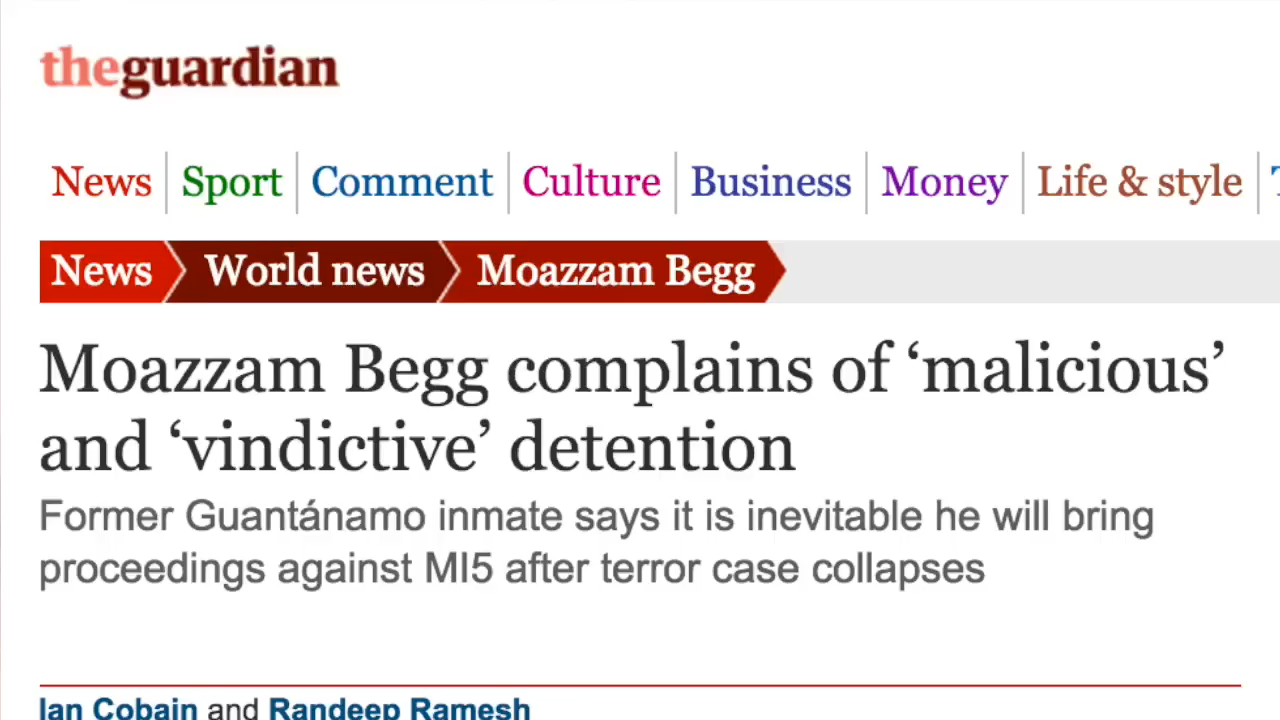 theguardian
News Sport Comment Culture Business Money Life & style
News World news Moazzam Begg
Moazzam Begg complains of ‘malicious’
and ‘vindictive’ detention
Former Guantánamo inmate says it is inevitable he will bring
proceedings against MI5 after terror case collapses
Ian Cobain and Randeep Ramesh